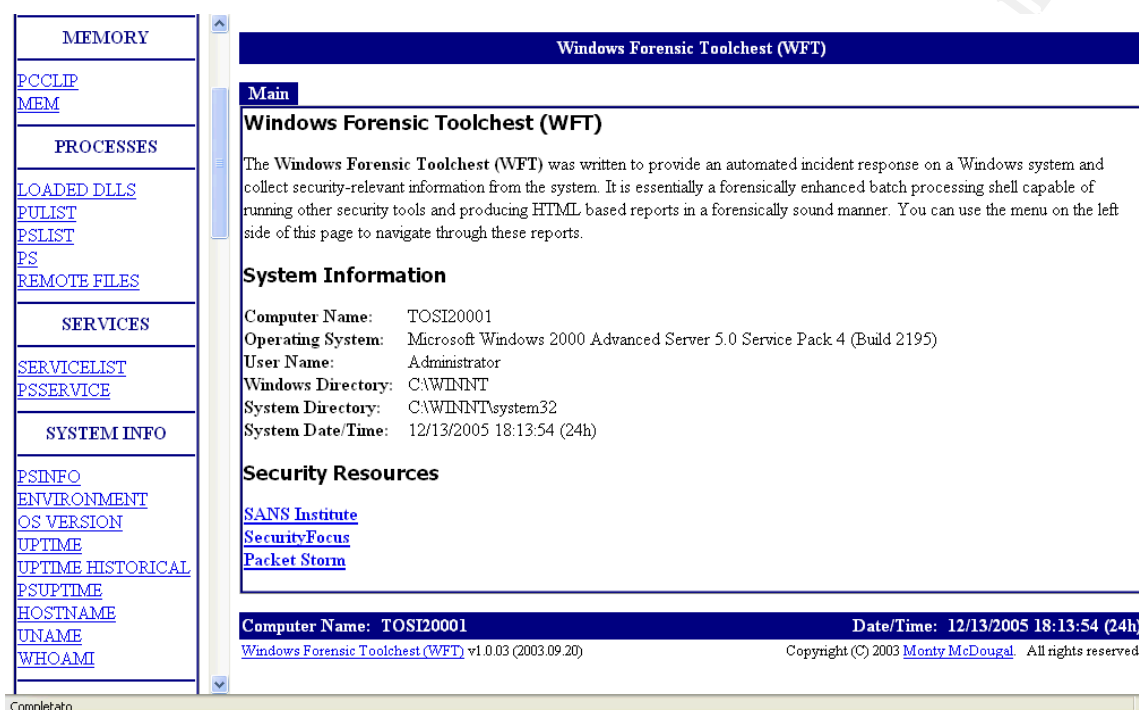 MEMORY
PCCLIP
MEM
PROCESSES
LOADED DLLS
PULIST
PSLIST
PS
REMOTE FILES
SERVICES
SERVICELIST
PSSERVICE
SYSTEM INFO
PSINFO
ENVIRONMENT
OS VERSION
UPTIME
UPTIME HISTORICAL
PSUPTIME
HOSTNAME
UNAME
WHOAMI
Windows Forensic Toolchest (WFT)
Main
Windows Forensic Toolchest (WFT)
The Windows Forensic Toolchest (WFT) was written to provide an automated incident response on a Windows system and
collect security-relevant information from the system. It is essentially a forensically enhanced batch processing shell capable of
running other security tools and producing HTML based reports in a forensically sound manner. You can use the menu on the left
side of this page to navigate through these reports.
System Information
Computer Name: TOSI20001
Operating System: Microsoft Windows 2000 Advanced Server 5.0 Service Pack 4 (Build 2195)
User Name: Administrator
Windows Directory: C:\WINNT
System Directory: C:\WINNT\system32
System Date/Time: 12/13/2005 18:13:54 (24h)
Security Resources
SANS Institute
SecurityFocus
Packet Storm
Computer Name: TOSI20001 Date/Time: 12/13/2005 18:13:54 (24h)
Windows Forensic Toolchest (WFT) v1.0.03 (2003.09.20) Copyright (C) 2003 Monty McDougal. All rights reserved
Completato